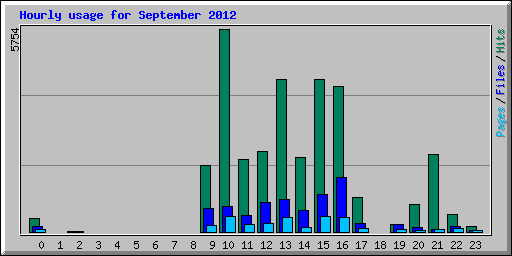 Hourly usage for September 2012
5754
Pages/Files/Hits
0 1 2 3 4 5 6 7 8 9 10 11 12 13 14 15 16 17 18 19 20 21 22 23